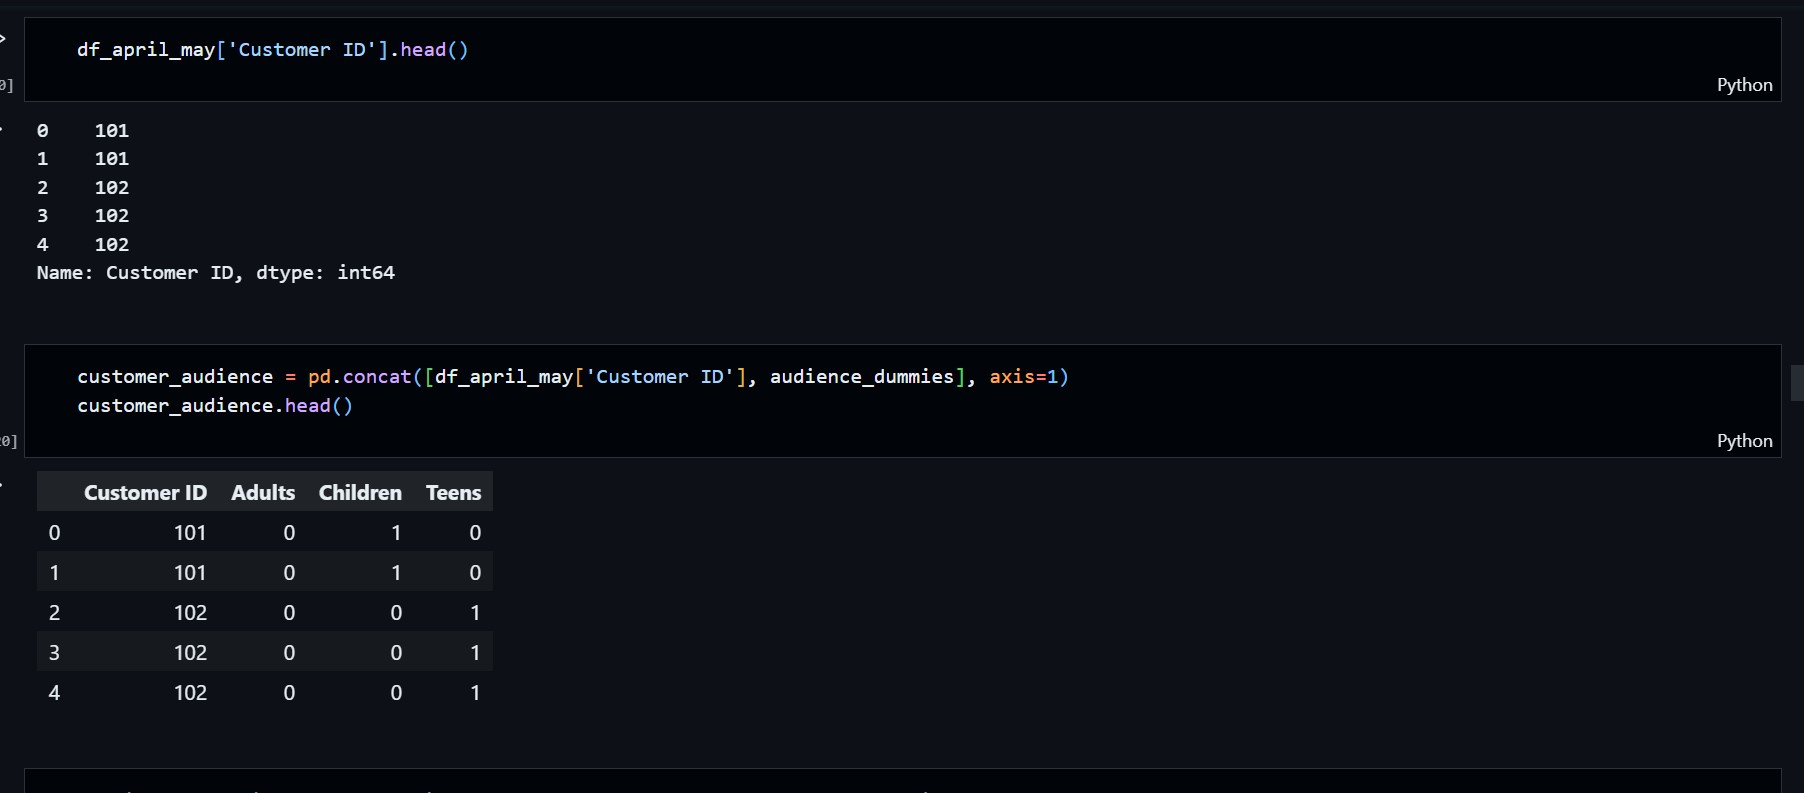 df_april_may['Customer ID'].head()
0]
Python
0 101
1 101
2 102
3 102
4 102
Name: Customer ID, dtype: int64
customer_audience = pd.concat([df_april_may['Customer ID'], audience_dummies], axis=1)
customer_audience.head()
0]
Python
Customer ID Adults Children Teens
0 101 0 1 0
1 101 0 1 0
2 102 0 0 1
3 102 0 0 1
4 102 0 0 1